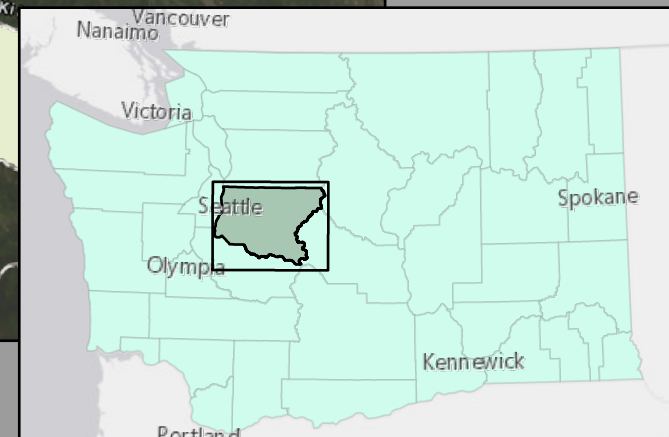 Vancouver
Nanaimo
Victoria
Seattle
Spokane
Olympia
Kennewick
Portland